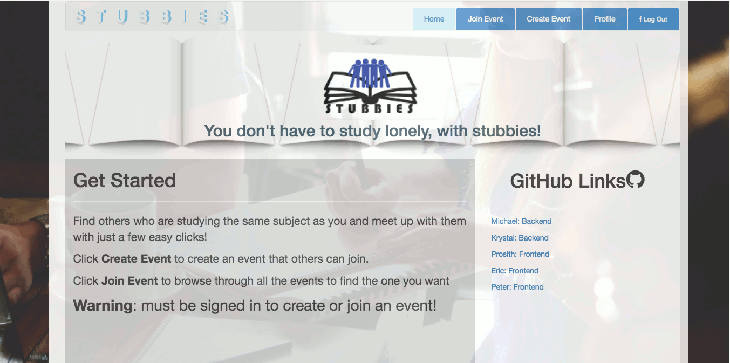 STUBBIES
Home Join Event Create Event Profile f Log Out
STUBBIES
You don't have to study lonely, with stubbies!
Get Started
Find others who are studying the same subject as you and meet up with them
with just a few easy clicks!
Click Create Event to create an event that others can join.
Click Join Event to browse through all the events to find the one you want
Warning: must be signed in to create or join an event!
GitHub Links
Michael: Backend
Krystal: Backend
Prosith: Frontend
Eric: Frontend
Peter: Frontend